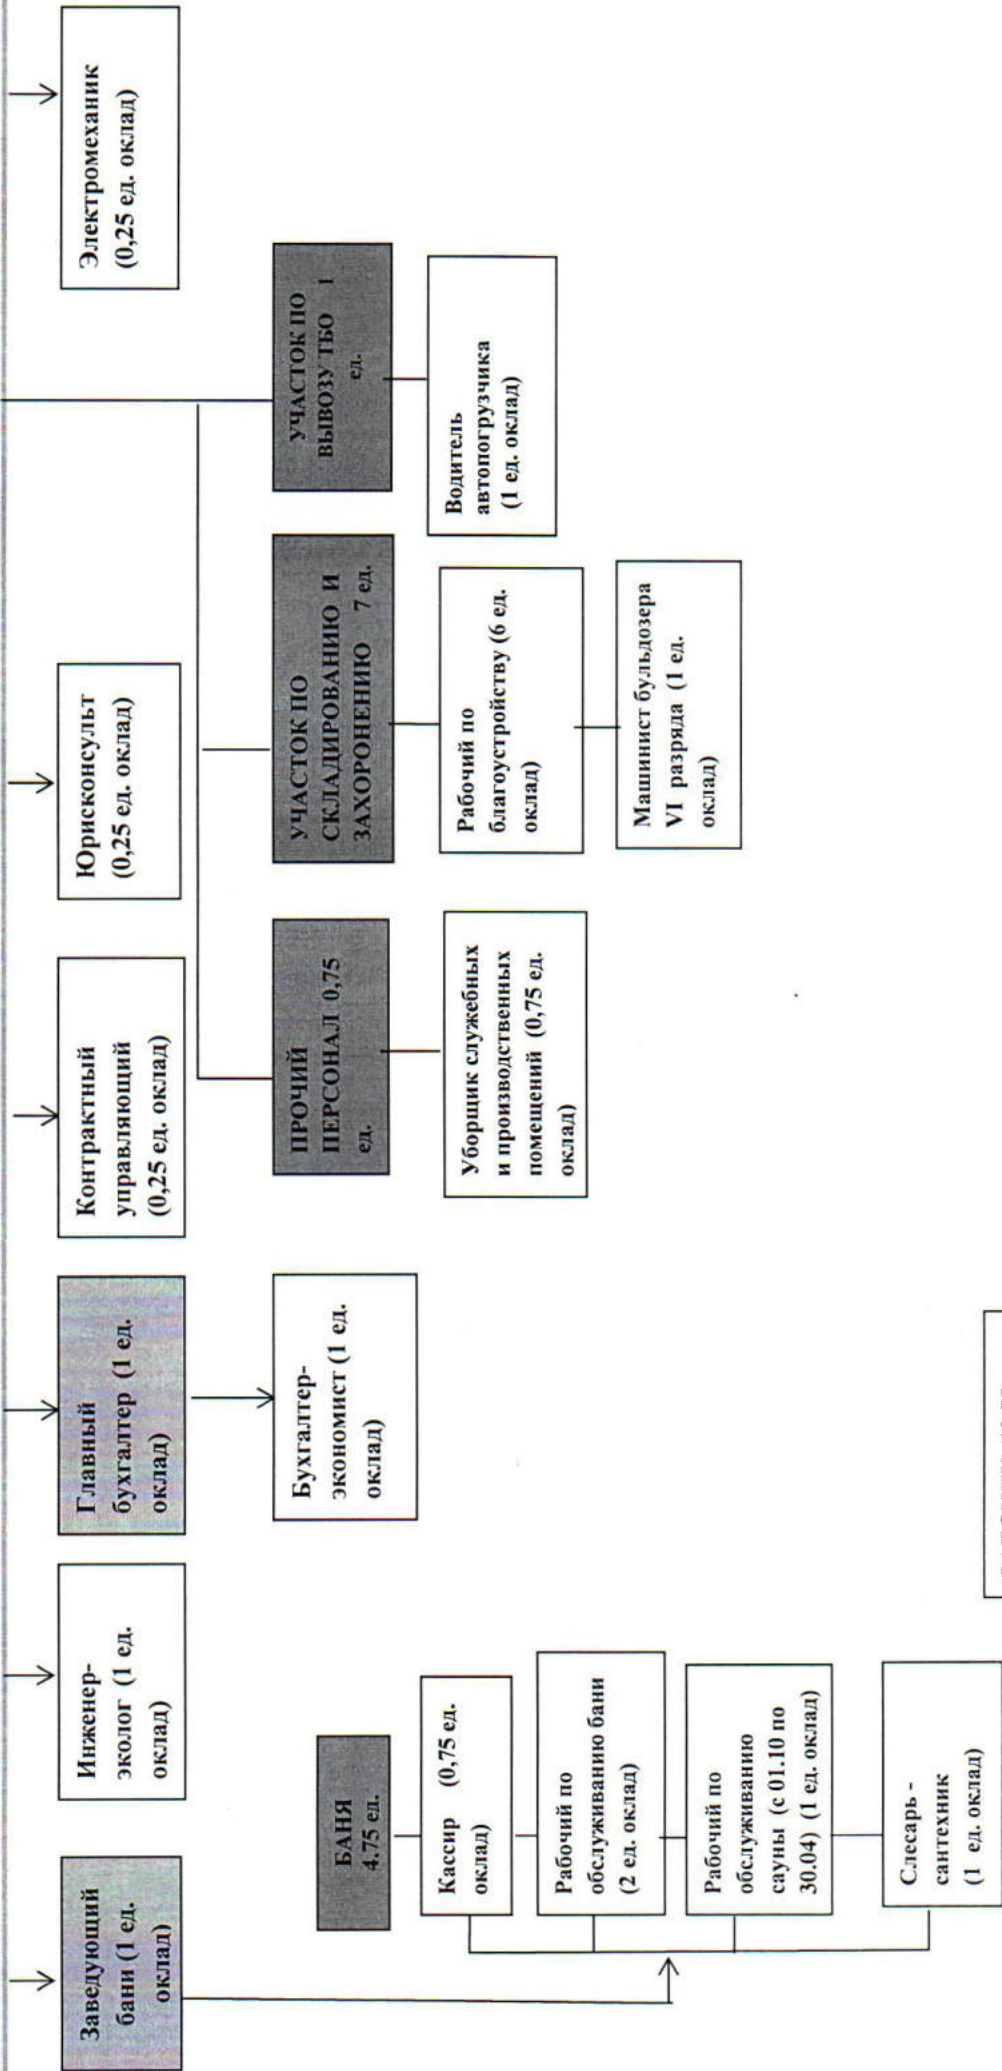 Заведующий
бани (1 ед.
оклад)
Инженер-
эколог (1 ед.
оклад)
Главный
бухгалтер (1 ед.
оклад)
Контрактный
управляющий
(0,25 ед. оклад)
Юрисконсульт
(0,25 ед. оклад)
Электромеханик
(0,25 ед. оклад)
БАНЯ
4.75 ед.
Кассир (0,75 ед.
оклад)
Рабочий по
обслуживанию бани
(2 ед. оклад)
Рабочий по
обслуживанию
сауны (с 01.10 по
30.04) (1 ед. оклад)
Слесарь -
сантехник
(1 ед. оклад)
Бухгалтер-
экономист (1 ед.
оклад)
ПРОЧИЙ
ПЕРСОНАЛ 0,75
ед.
Уборщик служебных
и производственных
помещений (0,75 ед.
оклад)
УЧАСТОК ПО
СКЛАДИРОВАНИЮ И
ЗАХОРОНЕНИЮ 7 ед.
Рабочий по
благоустройству (6 ед.
оклад)
Машинист бульдозера
VI разряда (1 ед.
оклад)
УЧАСТОК ПО
ВЫВОЗУ ТБО 1
ед.
Водитель
автопогрузчика
(1 ед. оклад)